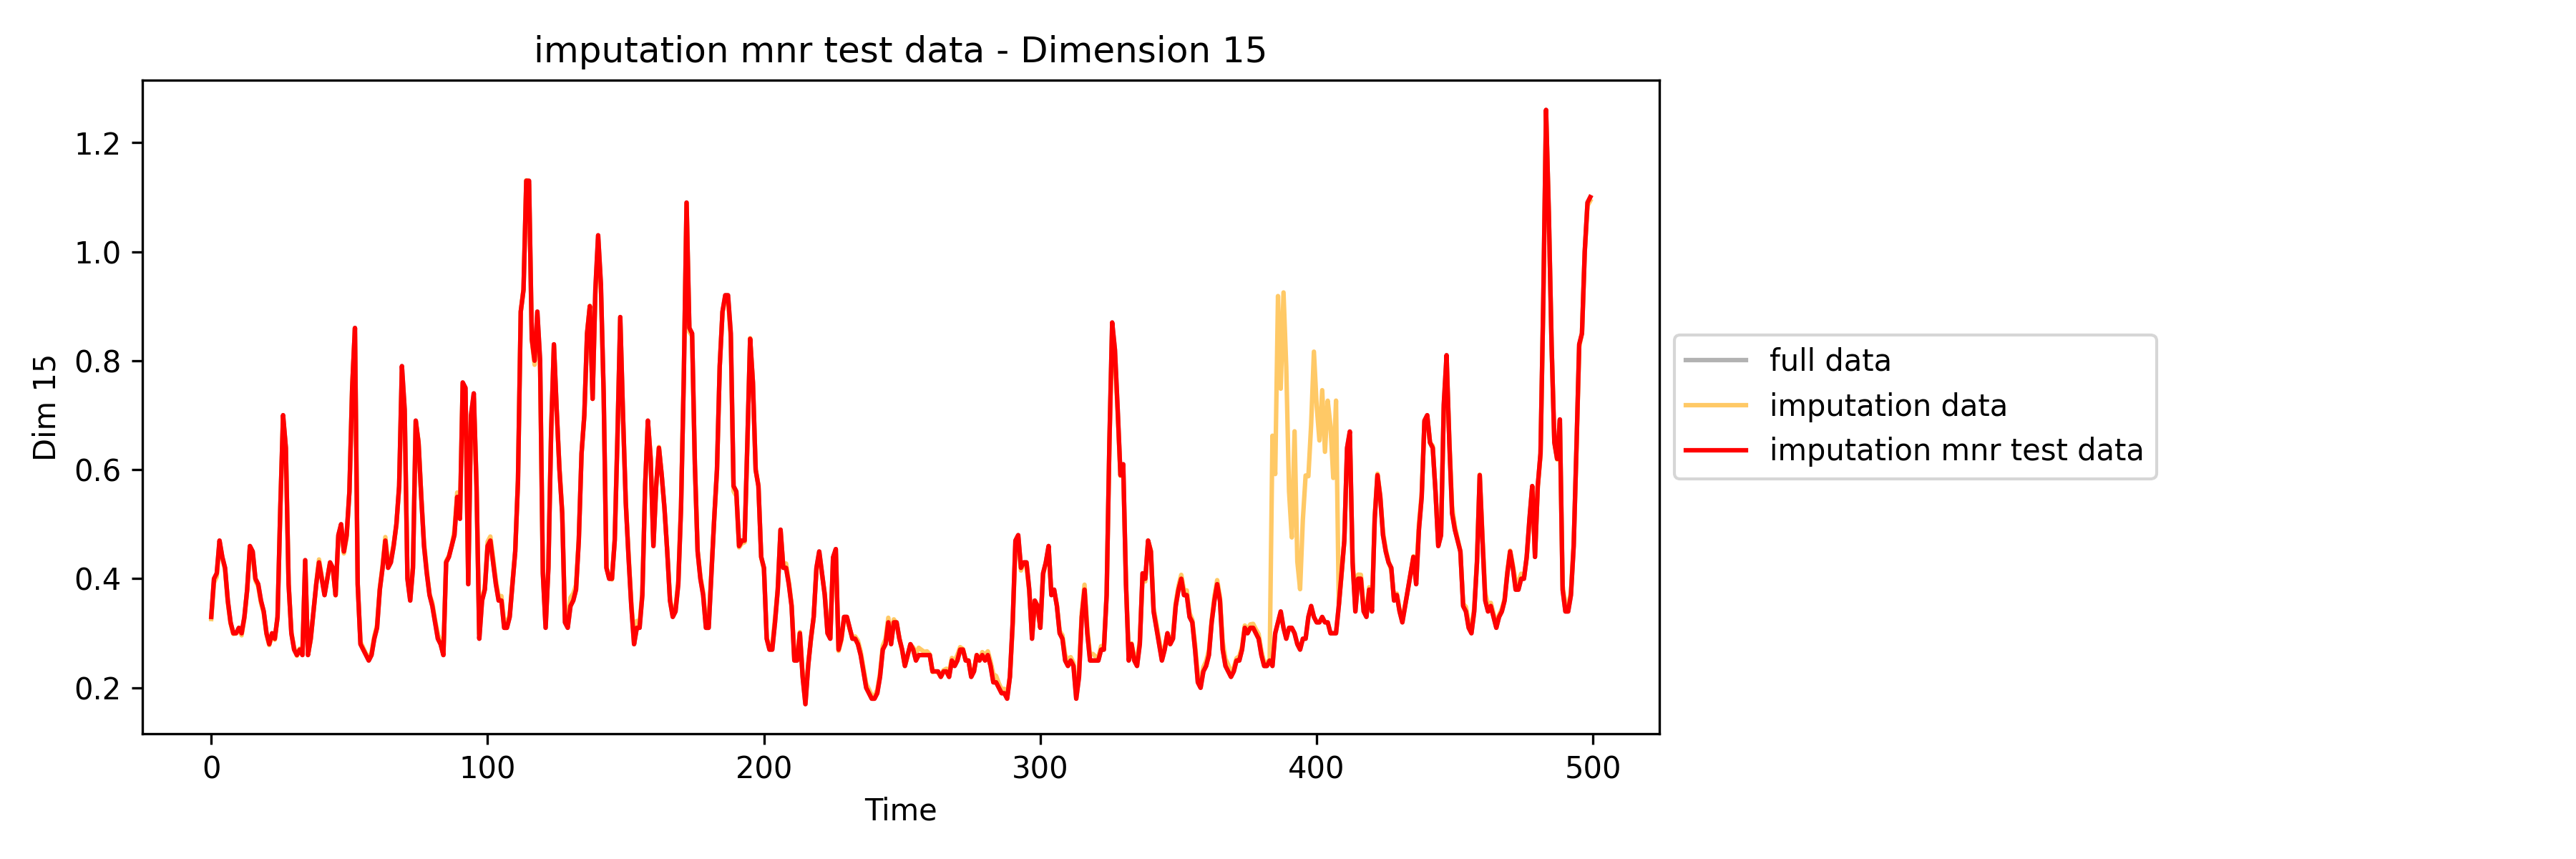 imputation mnr test data - Dimension 15
1.2
1.0
0.8
0.6
0.4
0.2
Dim 15
0 100 200 300 400 500
Time
full data
imputation data
imputation mnr test data